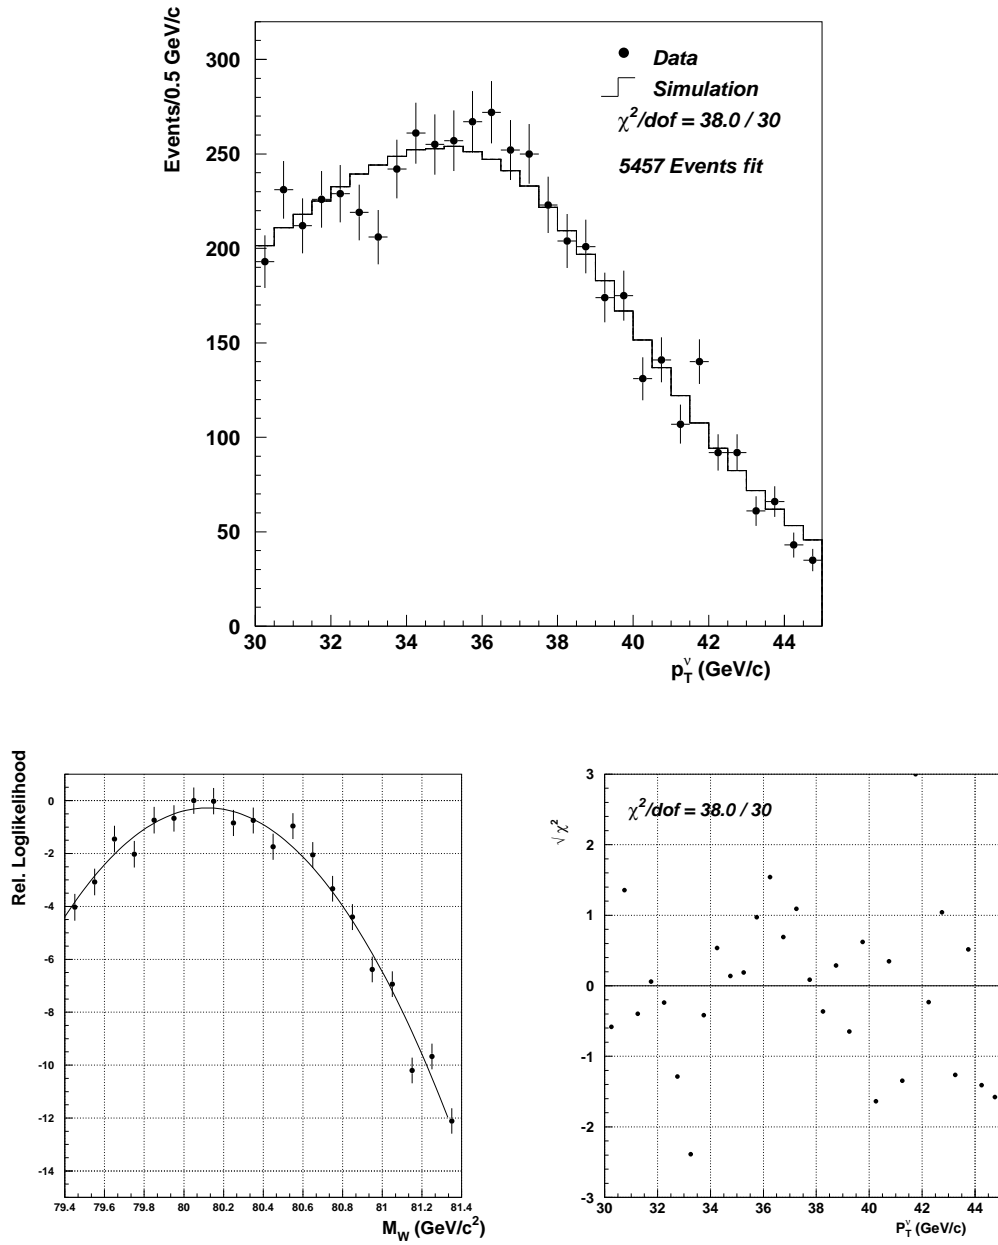 Events/0.5 GeV/c
300
250
200
150
100
50
0
Data
Simulation
χ²/dof = 38.0 / 30
5457 Events fit
30 32 34 36 38 40 42 44
p_T^ν (GeV/c)
Rel. Loglikelihood
0
-2
-4
-6
-8
-10
-12
-14
79.4 79.6 79.8 80 80.2 80.4 80.6 80.8 81 81.2 81.4
M_W (GeV/c²)
√χ²
3
2
1
0
-1
-2
-3
χ²/dof = 38.0 / 30
30 32 34 36 38 40 42 44
P_T^ν (GeV/c)